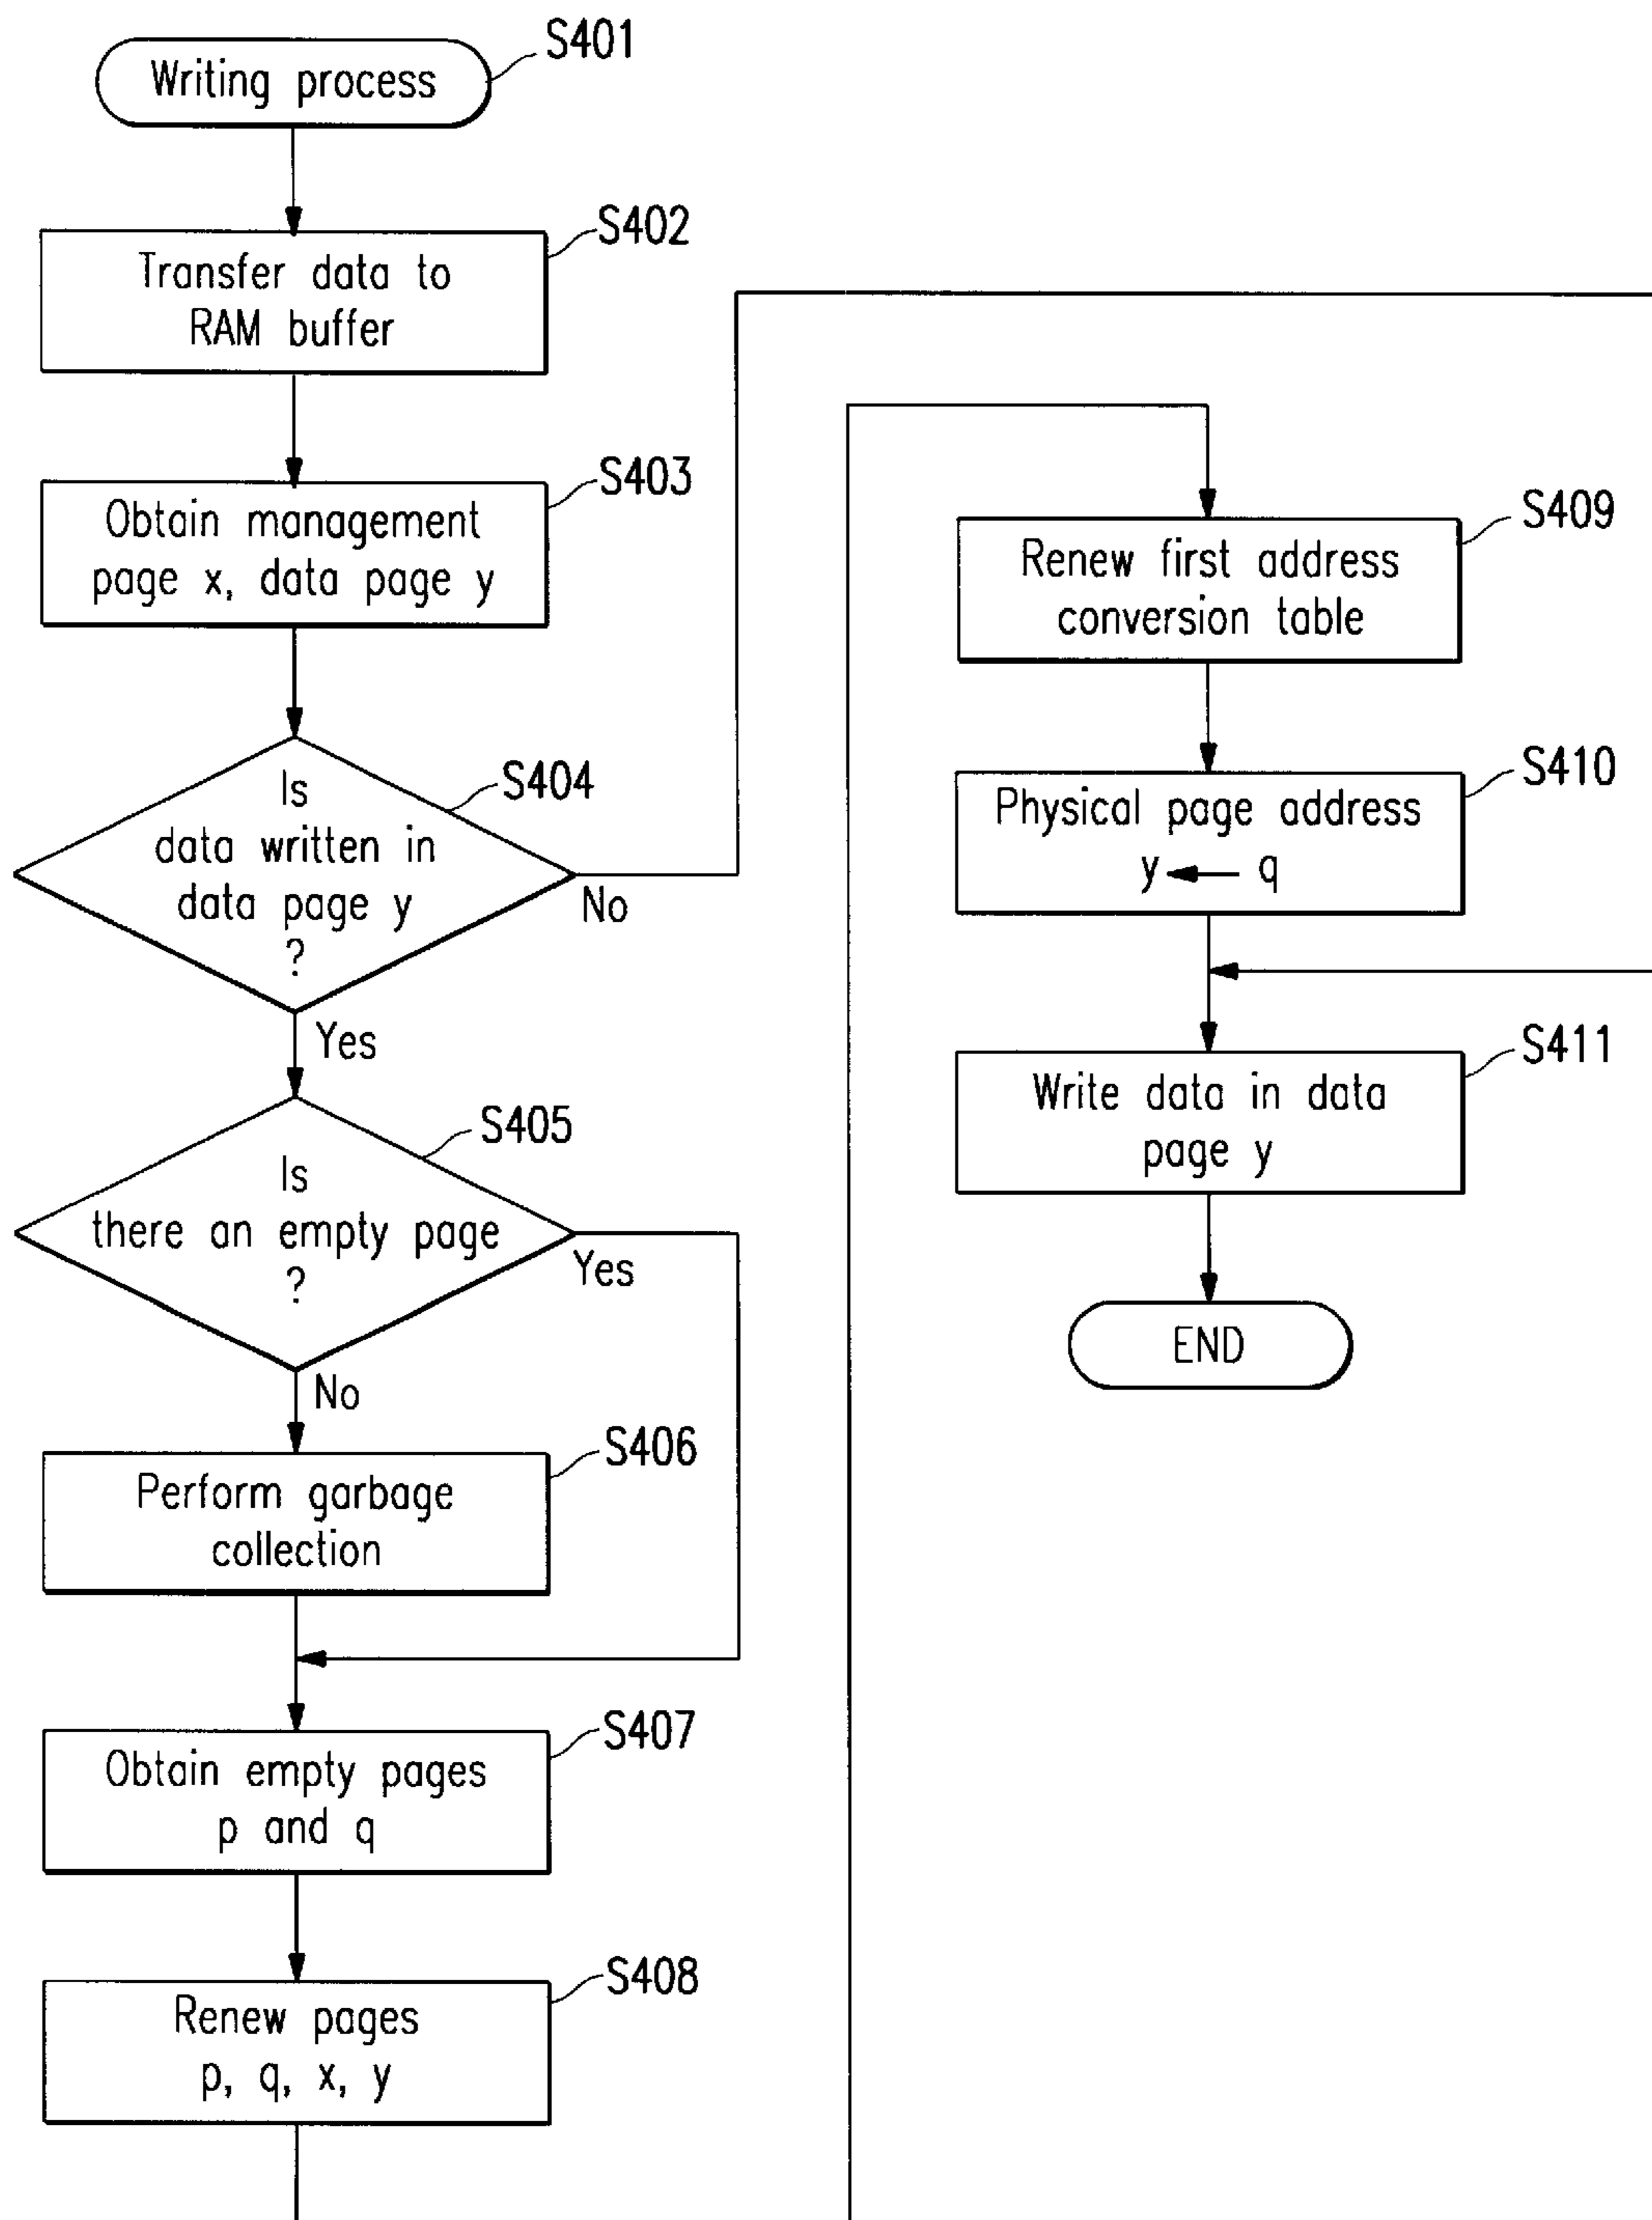 S401
Writing process
S402
Transfer data to
RAM buffer
S403
Obtain management
page x, data page y
S404
Is
data written in
data page y
?
No
Yes
S405
Is
there an empty page
?
Yes
No
S406
Perform garbage
collection
S407
Obtain empty pages
p and q
S408
Renew pages
p, q, x, y
S409
Renew first address
conversion table
S410
Physical page address
y ← q
S411
Write data in data
page y
END